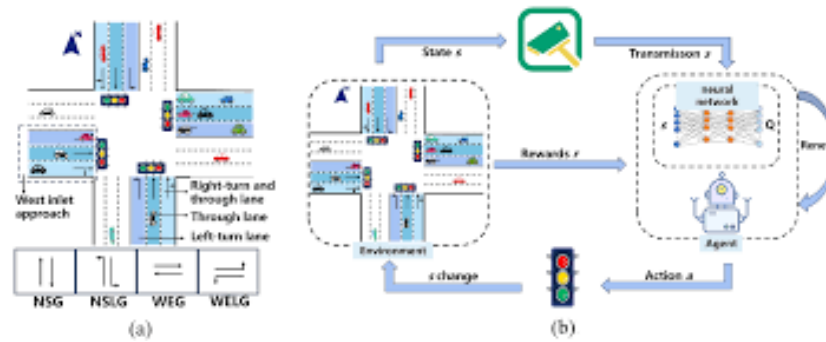 West inlet
approach
Right-turn and
through lane
Through lane
Left-turn lane
NSG NSLG WEG WELG
(a)
State s
Transmisson s
neural
network
s
Q
Rewards r
Agent
Environment
s change
Action a
(b)